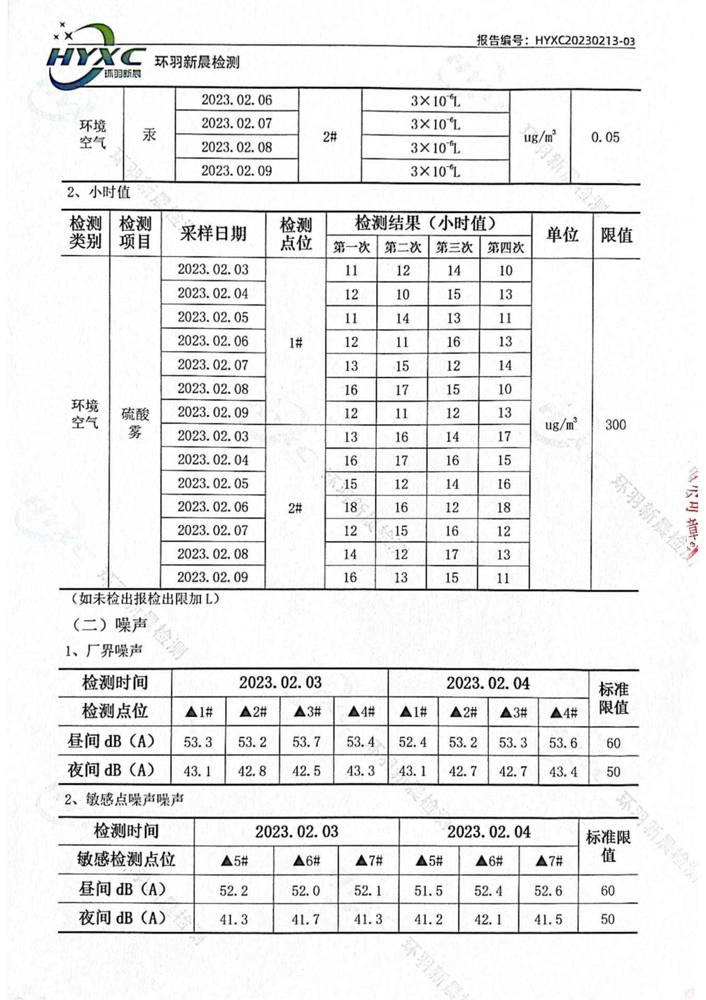 报告编号：HYXC20230213-03
HYXC
环羽新晨
环羽新晨检测
环境空气 汞 2023.02.06 2# 3×10⁻⁶L ug/m³ 0.05
2023.02.07 3×10⁻⁶L
2023.02.08 3×10⁻⁶L
2023.02.09 3×10⁻⁶L
2、小时值
检测类别 检测项目 采样日期 检测点位 检测结果（小时值） 单位 限值
第一次 第二次 第三次 第四次
环境空气 硫酸雾 1# ug/m³ 300
2023.02.03 11 12 14 10
2023.02.04 12 10 15 13
2023.02.05 11 14 13 11
2023.02.06 12 11 16 13
2023.02.07 13 15 12 14
2023.02.08 16 17 15 10
2023.02.09 12 11 12 13
2#
2023.02.03 13 16 14 17
2023.02.04 16 17 16 15
2023.02.05 15 12 14 16
2023.02.06 18 16 12 18
2023.02.07 12 15 16 12
2023.02.08 14 12 17 13
2023.02.09 16 13 15 11
（如未检出报检出限加L）
（二）噪声
1、厂界噪声
检测时间 2023.02.03 2023.02.04 标准限值
检测点位 ▲1# ▲2# ▲3# ▲4# ▲1# ▲2# ▲3# ▲4#
昼间 dB（A） 53.3 53.2 53.7 53.4 52.4 53.2 53.3 53.6 60
夜间 dB（A） 43.1 42.8 42.5 43.3 43.1 42.7 42.7 43.4 50
2、敏感点噪声噪声
检测时间 2023.02.03 2023.02.04 标准限值
敏感检测点位 ▲5# ▲6# ▲7# ▲5# ▲6# ▲7#
昼间 dB（A） 52.2 52.0 52.1 51.5 52.4 52.6 60
夜间 dB（A） 41.3 41.7 41.3 41.2 42.1 41.5 50